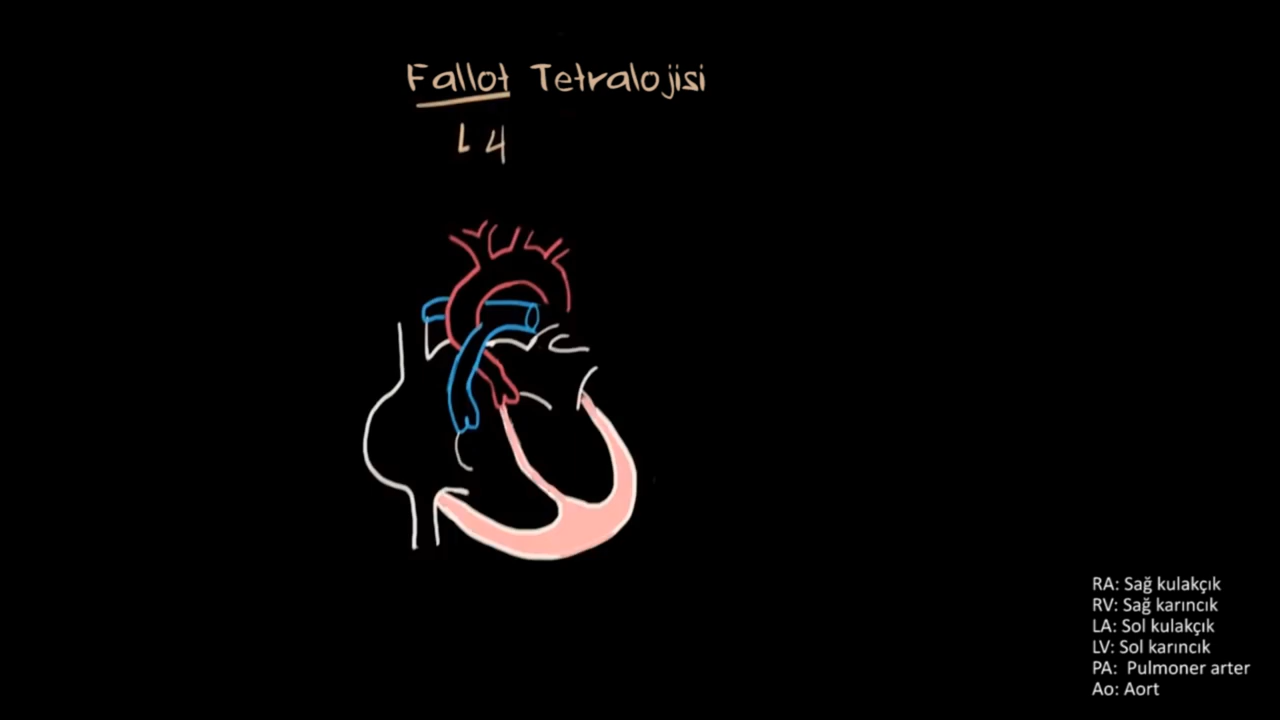 Fallot Tetralojisi
4
RA: Sağ kulakçık
RV: Sağ karıncık
LA: Sol kulakçık
LV: Sol karıncık
PA: Pulmoner arter
Ao: Aort